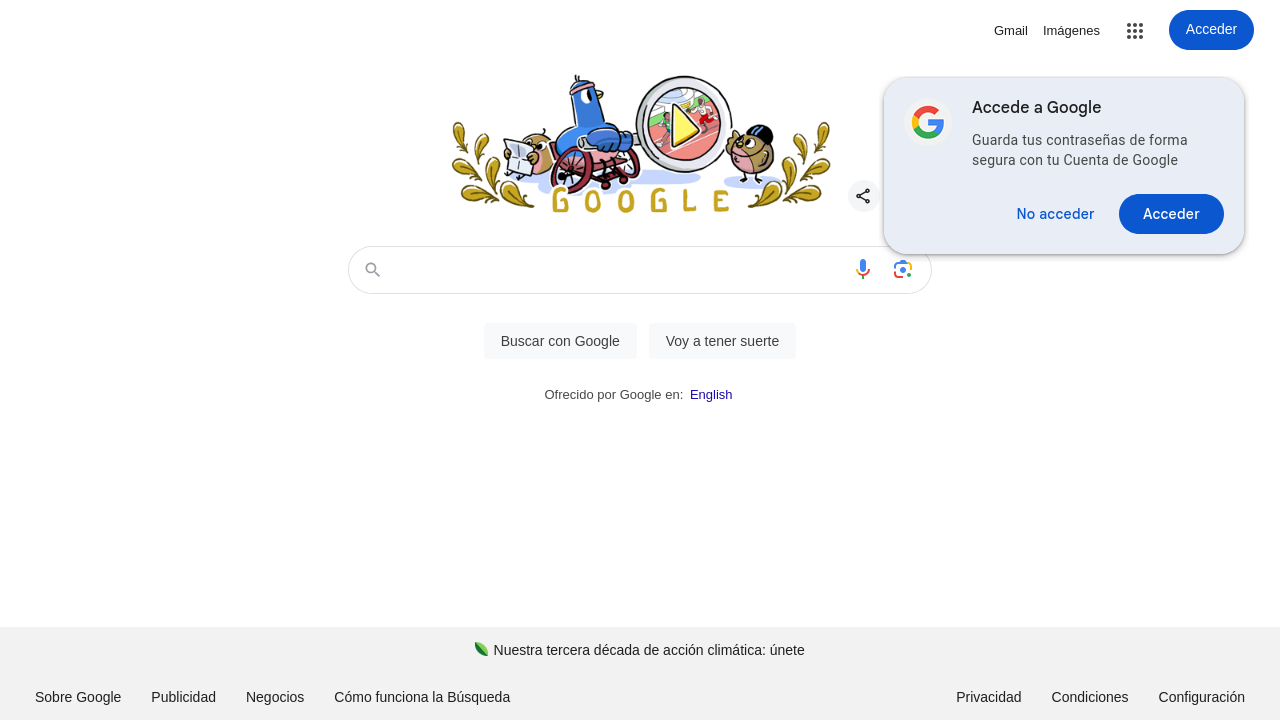 Gmail
Imágenes
Acceder
Accede a Google
Guarda tus contraseñas de forma
segura con tu Cuenta de Google
No acceder
Acceder
GOOGLE
Buscar con Google
Voy a tener suerte
Ofrecido por Google en: English
Nuestra tercera década de acción climática: únete
Sobre Google
Publicidad
Negocios
Cómo funciona la Búsqueda
Privacidad
Condiciones
Configuración